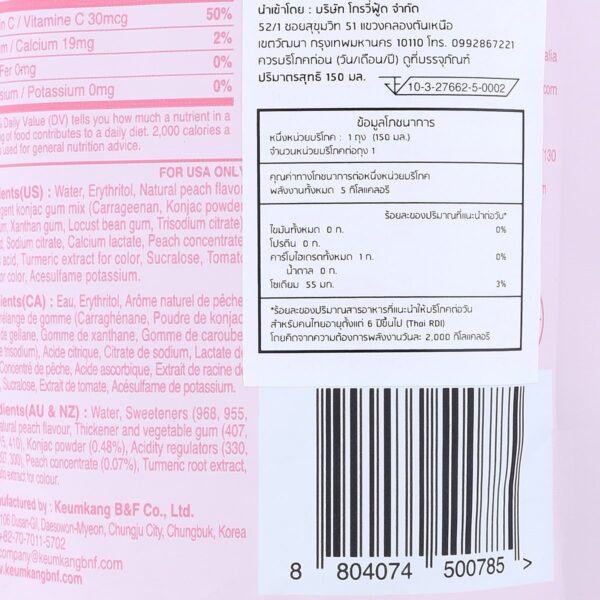 n C / Vitamine C 30mcg 50%
m / Calcium 19mg 2%
Fer 0mg 0%
sium / Potassium 0mg 0%
Daily Value (DV) tells you how much a nutrient in a
g of food contributes to a daily diet. 2,000 calories a
used for general nutrition advice.
FOR USA ONLY
dients(US) : Water, Erythritol, Natural peach flavor,
gent konjac gum mix (Carrageenan, Konjac powder,
um, Xanthan gum, Locust bean gum, Trisodium citrate)
d, Sodium citrate, Calcium lactate, Peach concentrate
c acid, Turmeric extract for color, Sucralose, Tomato
or color, Acesulfame potassium.
dients(CA) : Eau, Erythritol, Arôme naturel de pêche
mélange de gomme (Carraghénane, Poudre de konjac
de gellane, Gomme de xanthane, Gomme de caroube
trisodium), Acide citrique, Citrate de sodium, Lactate de
Concentré de pêche, Acide ascorbique, Extrait de racine de
Sucralose, Extrait de tomate, Acésulfame de potassium.
dients(AU & NZ) : Water, Sweeteners (968, 955,
natural peach flavour, Thickener and vegetable gum (407,
415, 410), Konjac powder (0.48%), Acidity regulators (330,
300), Peach concentrate (0.07%), Turmeric root extract,
extract for colour.
nufactured by : Keumkang B&F Co., Ltd.
106 Dusan-Gil, Daesowon-Myeon, Chungju City, Chungbuk, Korea
+82-70-7011-5702
company@keumkangbnf.com
www.keumkangbnf.com
นำเข้าโดย : บริษัท โกรวี่ฟู้ด จำกัด
52/1 ซอยสุขุมวิท 51 แขวงคลองตันเหนือ
เขตวัฒนา กรุงเทพมหานคร 10110 โทร. 0992867221
ควรบริโภคก่อน (วัน/เดือน/ปี) ดูที่บรรจุภัณฑ์
ปริมาตรสุทธิ 150 มล.
10-3-27662-5-0002
ข้อมูลโภชนาการ
หนึ่งหน่วยบริโภค : 1 ถุง (150 มล.)
จำนวนหน่วยบริโภคต่อถุง 1
คุณค่าทางโภชนาการต่อหนึ่งหน่วยบริโภค
พลังงานทั้งหมด 5 กิโลแคลอรี
ร้อยละของปริมาณที่แนะนำต่อวัน*
ไขมันทั้งหมด 0 ก. 0%
โปรตีน 0 ก.
คาร์โบไฮเดรตทั้งหมด 1 ก. 0%
น้ำตาล 0 ก.
โซเดียม 55 มก. 3%
*ร้อยละของปริมาณสารอาหารที่แนะนำให้บริโภคต่อวัน
สำหรับคนไทยอายุตั้งแต่ 6 ปีขึ้นไป (Thai RDI)
โดยคิดจากความต้องการพลังงานวันละ 2,000 กิโลแคลอรี
8 804074 500785 >